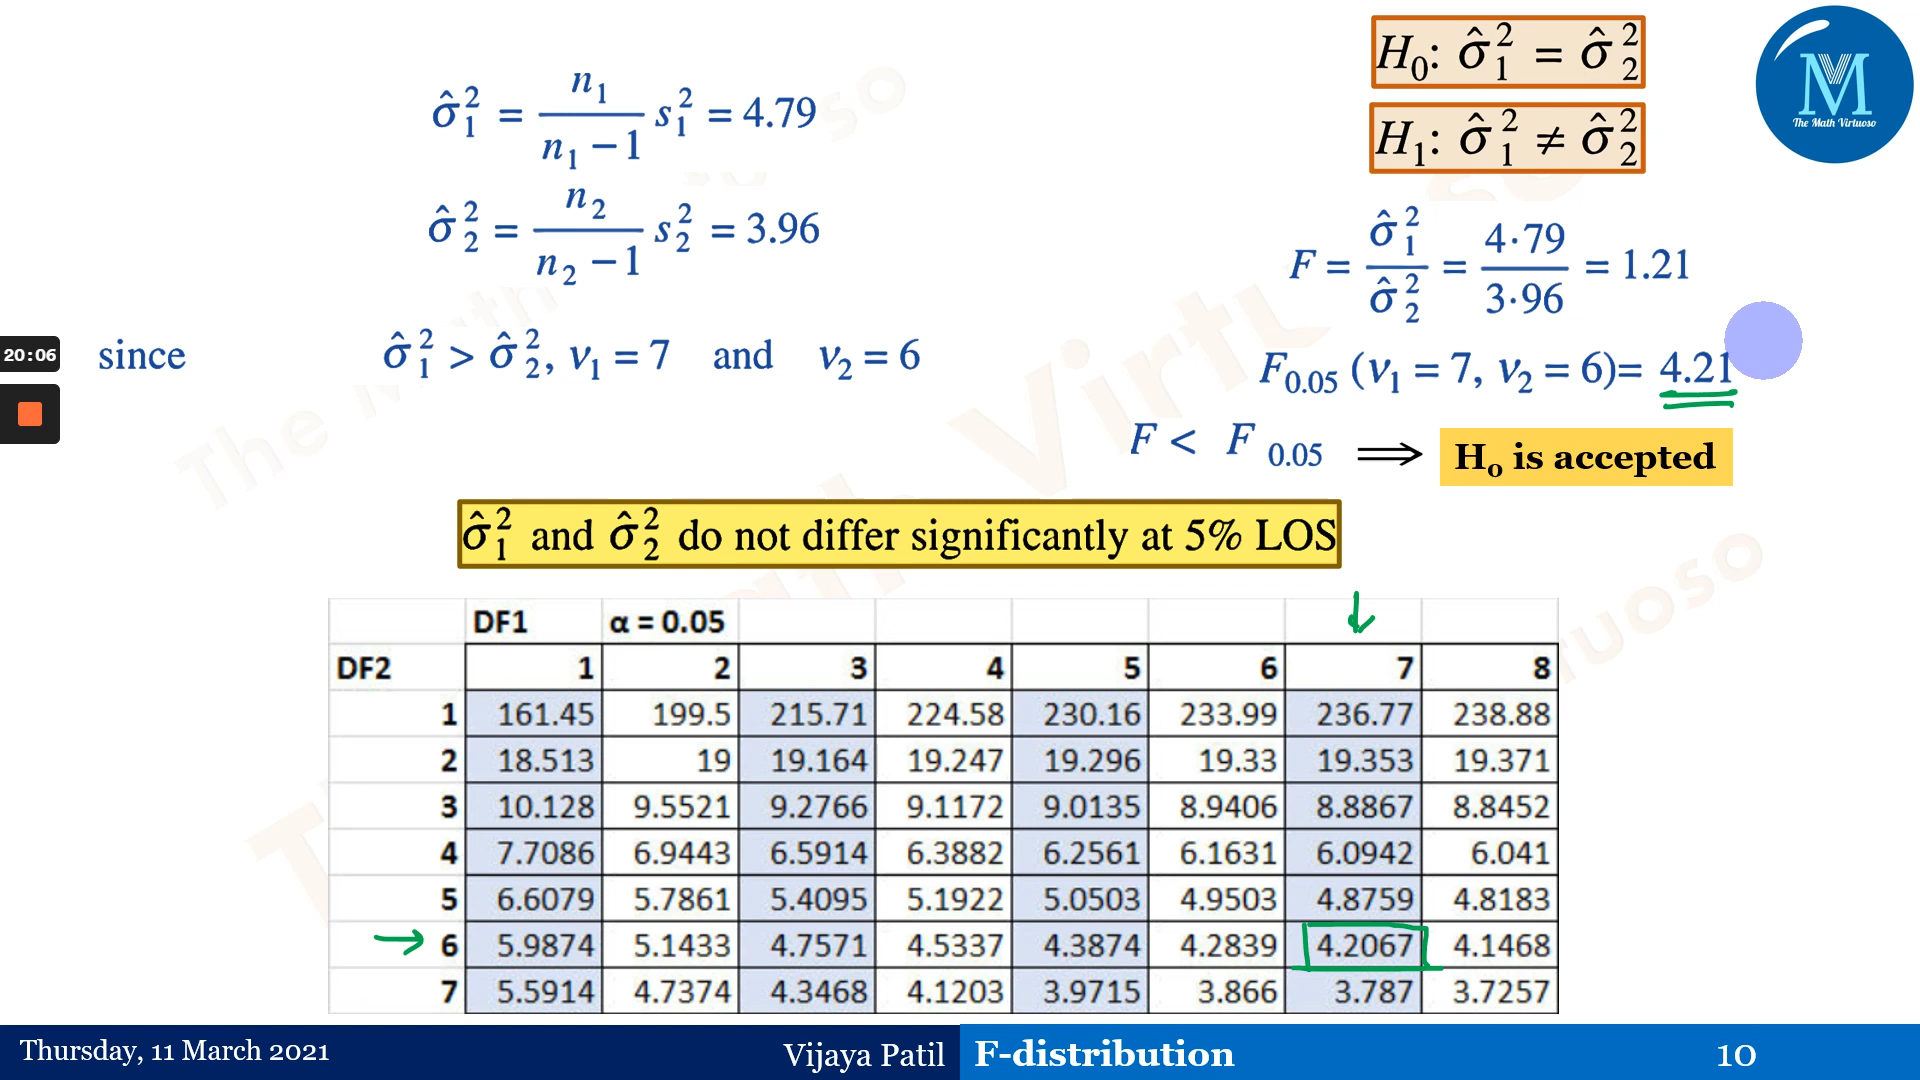 σ̂₁² = n₁/(n₁ − 1) s₁² = 4.79
σ̂₂² = n₂/(n₂ − 1) s₂² = 3.96
20:06
since σ̂₁² > σ̂₂², ν₁ = 7 and ν₂ = 6
H₀: σ̂₁² = σ̂₂²
H₁: σ̂₁² ≠ σ̂₂²
M
The Math Virtuoso
F = σ̂₁²/σ̂₂² = 4·79/3·96 = 1.21
F₀.₀₅ (ν₁ = 7, ν₂ = 6)= 4.21
F < F 0.05 ⟹ H₀ is accepted
σ̂₁² and σ̂₂² do not differ significantly at 5% LOS
DF1 α = 0.05
DF2 1 2 3 4 5 6 7 8
1 161.45 199.5 215.71 224.58 230.16 233.99 236.77 238.88
2 18.513 19 19.164 19.247 19.296 19.33 19.353 19.371
3 10.128 9.5521 9.2766 9.1172 9.0135 8.9406 8.8867 8.8452
4 7.7086 6.9443 6.5914 6.3882 6.2561 6.1631 6.0942 6.041
5 6.6079 5.7861 5.4095 5.1922 5.0503 4.9503 4.8759 4.8183
6 5.9874 5.1433 4.7571 4.5337 4.3874 4.2839 4.2067 4.1468
7 5.5914 4.7374 4.3468 4.1203 3.9715 3.866 3.787 3.7257
Thursday, 11 March 2021 Vijaya Patil F-distribution 10